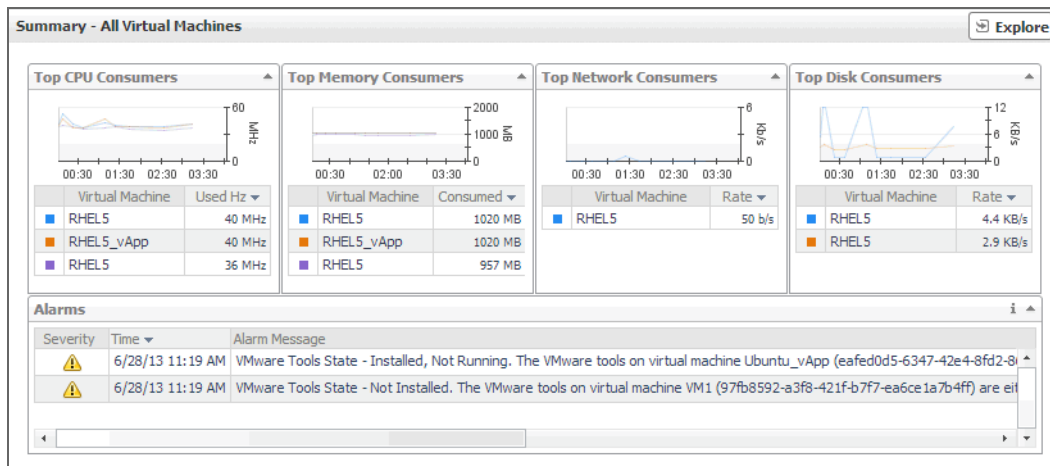 Summary - All Virtual Machines
Explore
Top CPU Consumers
60
MHz
0
00:30 01:30 02:30 03:30
Virtual Machine Used Hz
RHEL5 40 MHz
RHEL5_vApp 40 MHz
RHEL5 36 MHz
Top Memory Consumers
2000
1000
MB
0
00:30 02:00 03:30
Virtual Machine Consumed
RHEL5 1020 MB
RHEL5_vApp 1020 MB
RHEL5 957 MB
Top Network Consumers
6
Kb/s
0
00:30 01:30 02:30 03:30
Virtual Machine Rate
RHEL5 50 b/s
Top Disk Consumers
12
6
KB/s
0
00:30 01:30 02:30 03:30
Virtual Machine Rate
RHEL5 4.4 KB/s
RHEL5 2.9 KB/s
Alarms
i
Severity Time Alarm Message
6/28/13 11:19 AM VMware Tools State - Installed, Not Running. The VMware tools on virtual machine Ubuntu_vApp (eafed0d5-6347-42e4-8fd2-8
6/28/13 11:19 AM VMware Tools State - Not Installed. The VMware tools on virtual machine VM1 (97fb8592-a3f8-421f-b7f7-ea6ce1a7b4ff) are eit